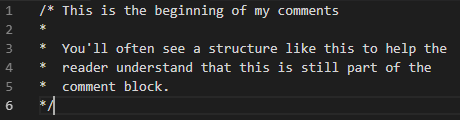 1 /* This is the beginning of my comments
2 *
3 *  You'll often see a structure like this to help the
4 *  reader understand that this is still part of the
5 *  comment block.
6 */